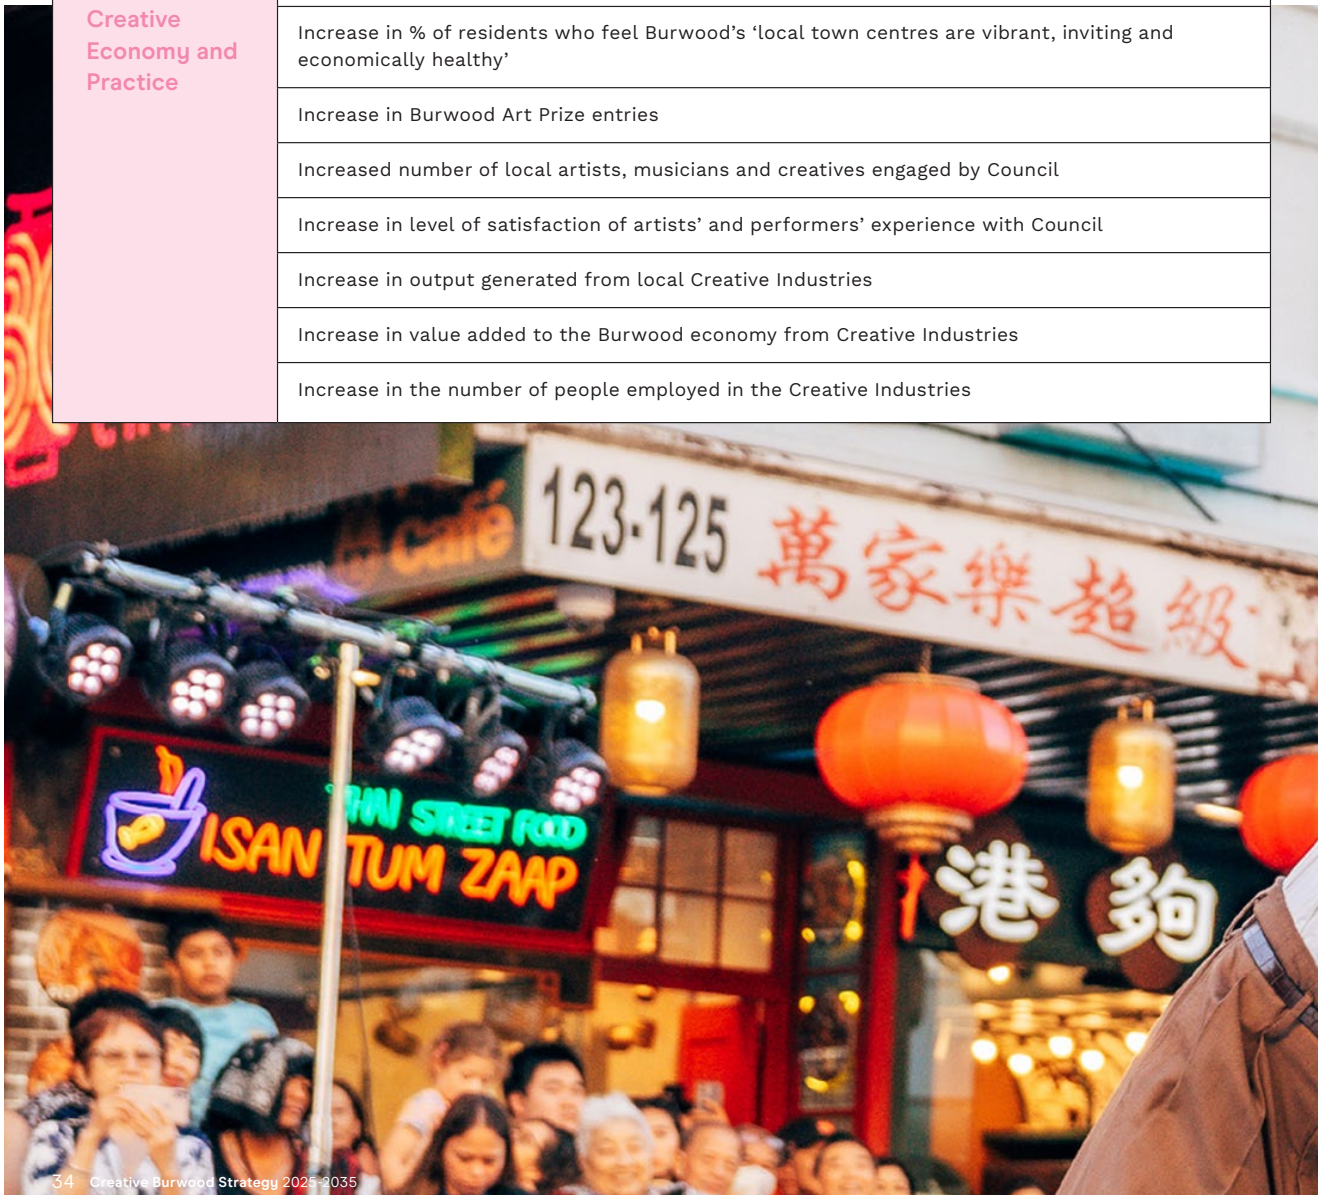 Creative
Economy and
Practice
Increase in % of residents who feel Burwood’s ‘local town centres are vibrant, inviting and
economically healthy’
Increase in Burwood Art Prize entries
Increased number of local artists, musicians and creatives engaged by Council
Increase in level of satisfaction of artists’ and performers’ experience with Council
Increase in output generated from local Creative Industries
Increase in value added to the Burwood economy from Creative Industries
Increase in the number of people employed in the Creative Industries
café
123-125 萬家樂超級
THAI STREET FOOD
ISAN TUM ZAAP
港 夠
34 Creative Burwood Strategy 2025-2035